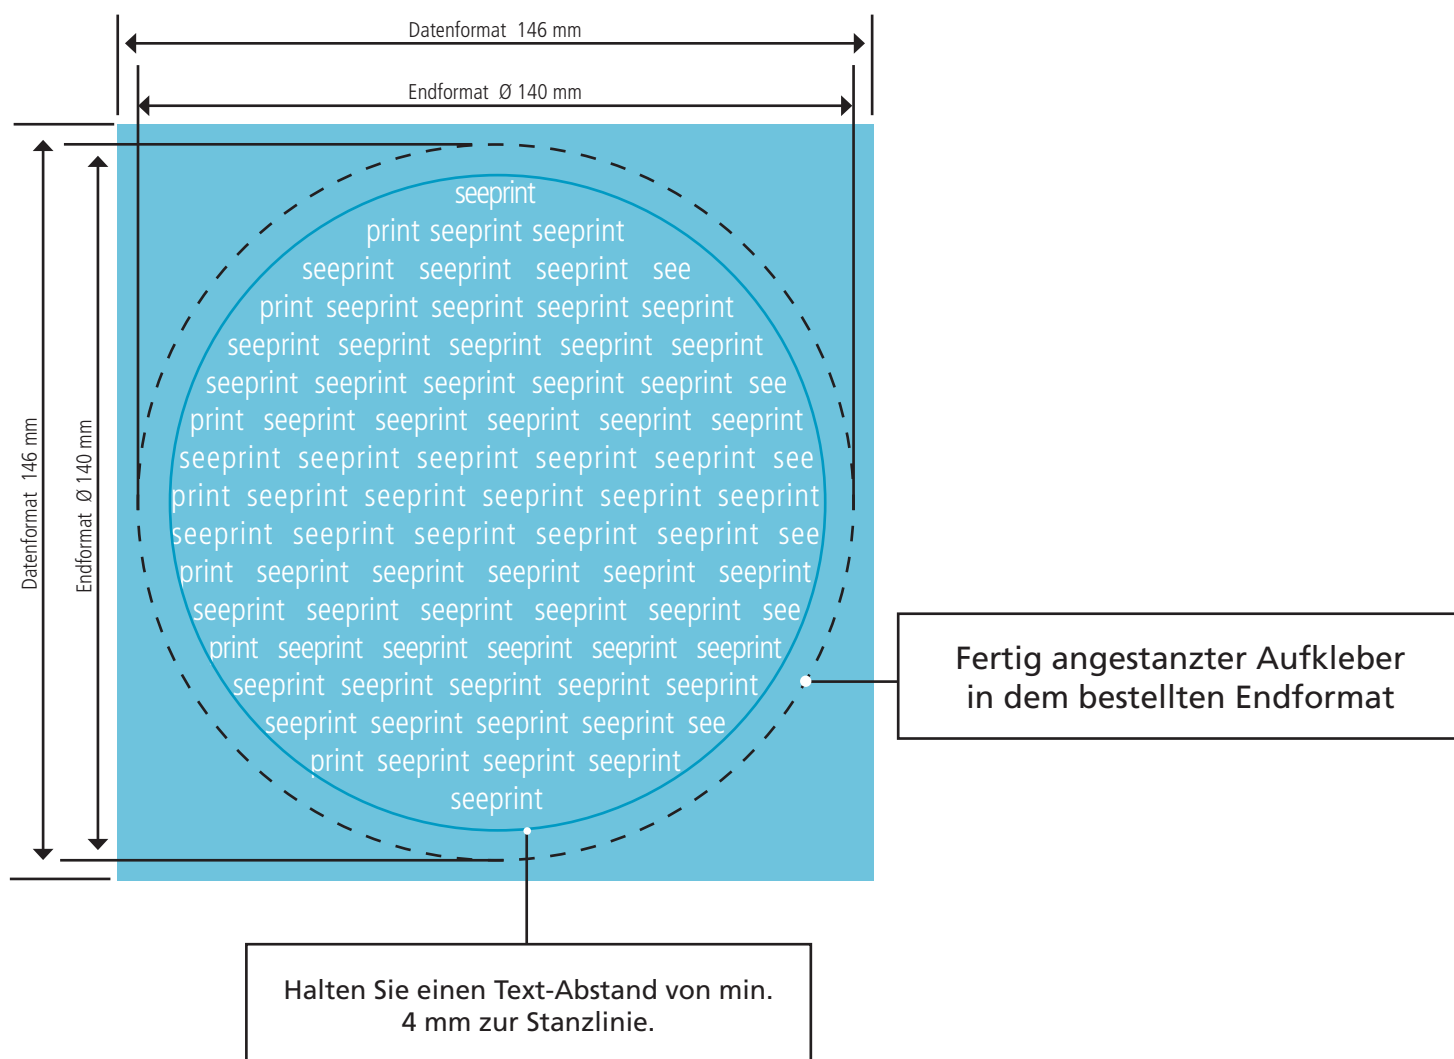 Datenformat 146 mm
Endformat Ø 140 mm
Datenformat 146 mm
Endformat Ø 140 mm
seeprint
print seeprint seeprint
seeprint seeprint seeprint see
print seeprint seeprint seeprint seeprint
seeprint seeprint seeprint seeprint seeprint
seeprint seeprint seeprint seeprint seeprint see
print seeprint seeprint seeprint seeprint seeprint
seeprint seeprint seeprint seeprint seeprint see
print seeprint seeprint seeprint seeprint seeprint
seeprint seeprint seeprint seeprint seeprint see
print seeprint seeprint seeprint seeprint seeprint
seeprint seeprint seeprint seeprint seeprint see
print seeprint seeprint seeprint seeprint seeprint
seeprint seeprint seeprint seeprint seeprint
seeprint seeprint seeprint seeprint see
print seeprint seeprint seeprint
seeprint
Fertig angestanzter Aufkleber
in dem bestellten Endformat
Halten Sie einen Text-Abstand von min.
4 mm zur Stanzlinie.